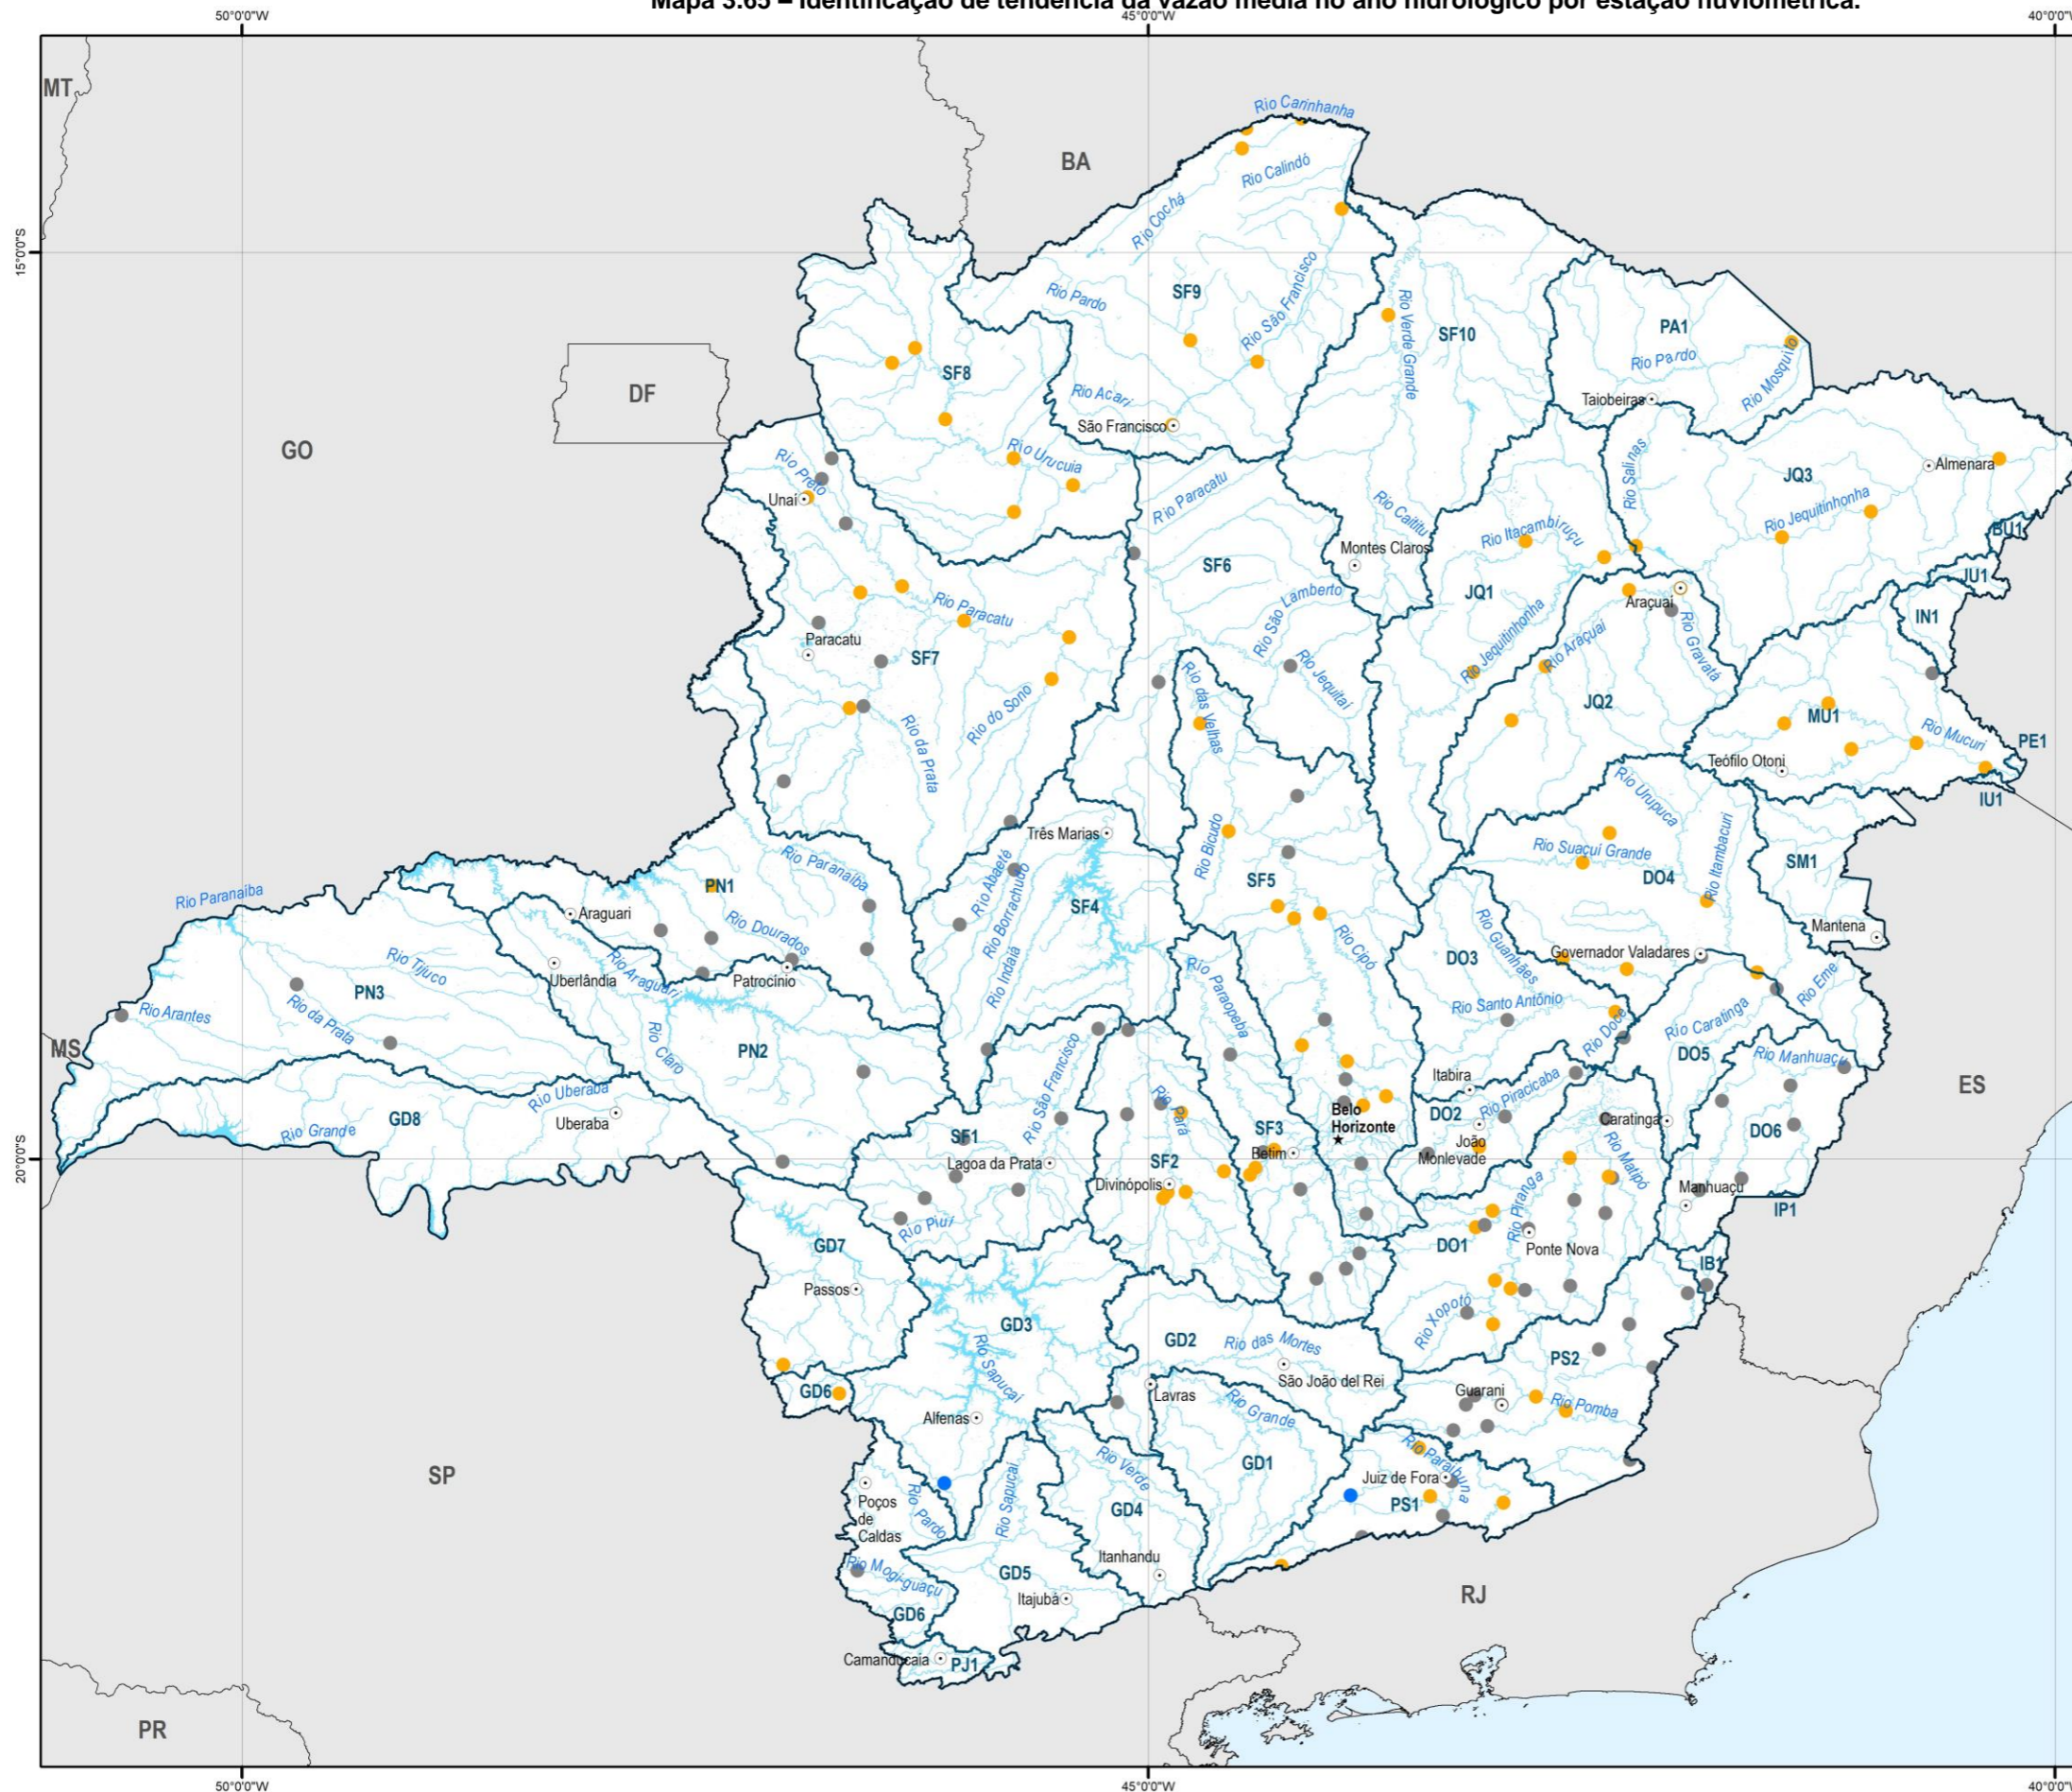 Mapa 3.65 – Identificação de tendência da vazão média no ano hidrológico por estação fluviométrica.
50°0'0"W
45°0'0"W
40°0'0"W
MT
Rio Carinhanha
BA
Rio Calindó
Rio Cochá
15°0'0"S
Rio Pardo
SF9
Rio São Francisco
Rio Verde Grande
SF10
PA1
Rio Pardo
Rio Mosquito
SF8
DF
Rio Acari
Taiobeiras
São Francisco
GO
Rio Urucuia
Rio Preto
Unaí
Rio Paracatu
Rio Salinas
JQ3
Almenara
Rio Caititu
Rio Jequitinhonha
BU1
Rio Itacambiruçu
Montes Claros
SF6
JU1
JQ1
Rio São Lamberto
Araçuaí
Rio Paracatu
IN1
Paracatu
SF7
Rio Jequitinhonha
Rio Araçuaí
Rio Gravatá
Rio das Velhas
Rio Jequitaí
JQ2
MU1
Rio do Sono
Rio da Prata
Rio Mucuri
PE1
Teófilo Otoni
IU1
Rio Urupuca
Três Marias
Rio Bicudo
Rio Suaçuí Grande
Rio Itambacuri
SM1
Rio Paranaíba
PN1
Rio Abaeté
Rio Borrachudo
SF5
DO4
Rio Paranaíba
SF4
Araguari
Rio Dourados
Rio Cipó
Rio Guanhães
Mantena
Rio Indaiá
DO3
Governador Valadares
Rio Tijuco
Uberlândia
Rio Araguari
Patrocínio
Rio Paraopeba
Rio Eme
PN3
Rio da Prata
Rio Arantes
Rio Santo Antônio
Rio Caratinga
Rio Doce
MS
Rio Claro
PN2
Rio São Francisco
DO5
Rio Manhuaçu
Itabira
ES
Rio Uberaba
Rio Pará
Rio Piracicaba
GD8
Uberaba
Belo
Horizonte
DO2
Caratinga
Rio Grande
SF1
SF3
João
Monlevade
DO6
Betim
Rio Matipó
20°0'0"S
Lagoa da Prata
SF2
Divinópolis
Manhuaçu
Rio Piranga
IP1
Rio Piuí
GD7
DO1
Ponte Nova
IB1
Passos
GD3
Rio Xopotó
GD2
Rio das Mortes
Rio Sapucaí
PS2
São João del Rei
GD6
Lavras
Guarani
Rio Pomba
Alfenas
Rio Grande
Rio Paraibuna
Rio Verde
GD1
SP
Juiz de Fora
Poços
de
Caldas
Rio Pardo
Rio Sapucaí
GD4
PS1
Itanhandu
Rio Mogi-guaçu
GD5
Itajubá
RJ
GD6
Camanducaia
PJ1
PR
50°0'0"W
45°0'0"W
40°0'0"W